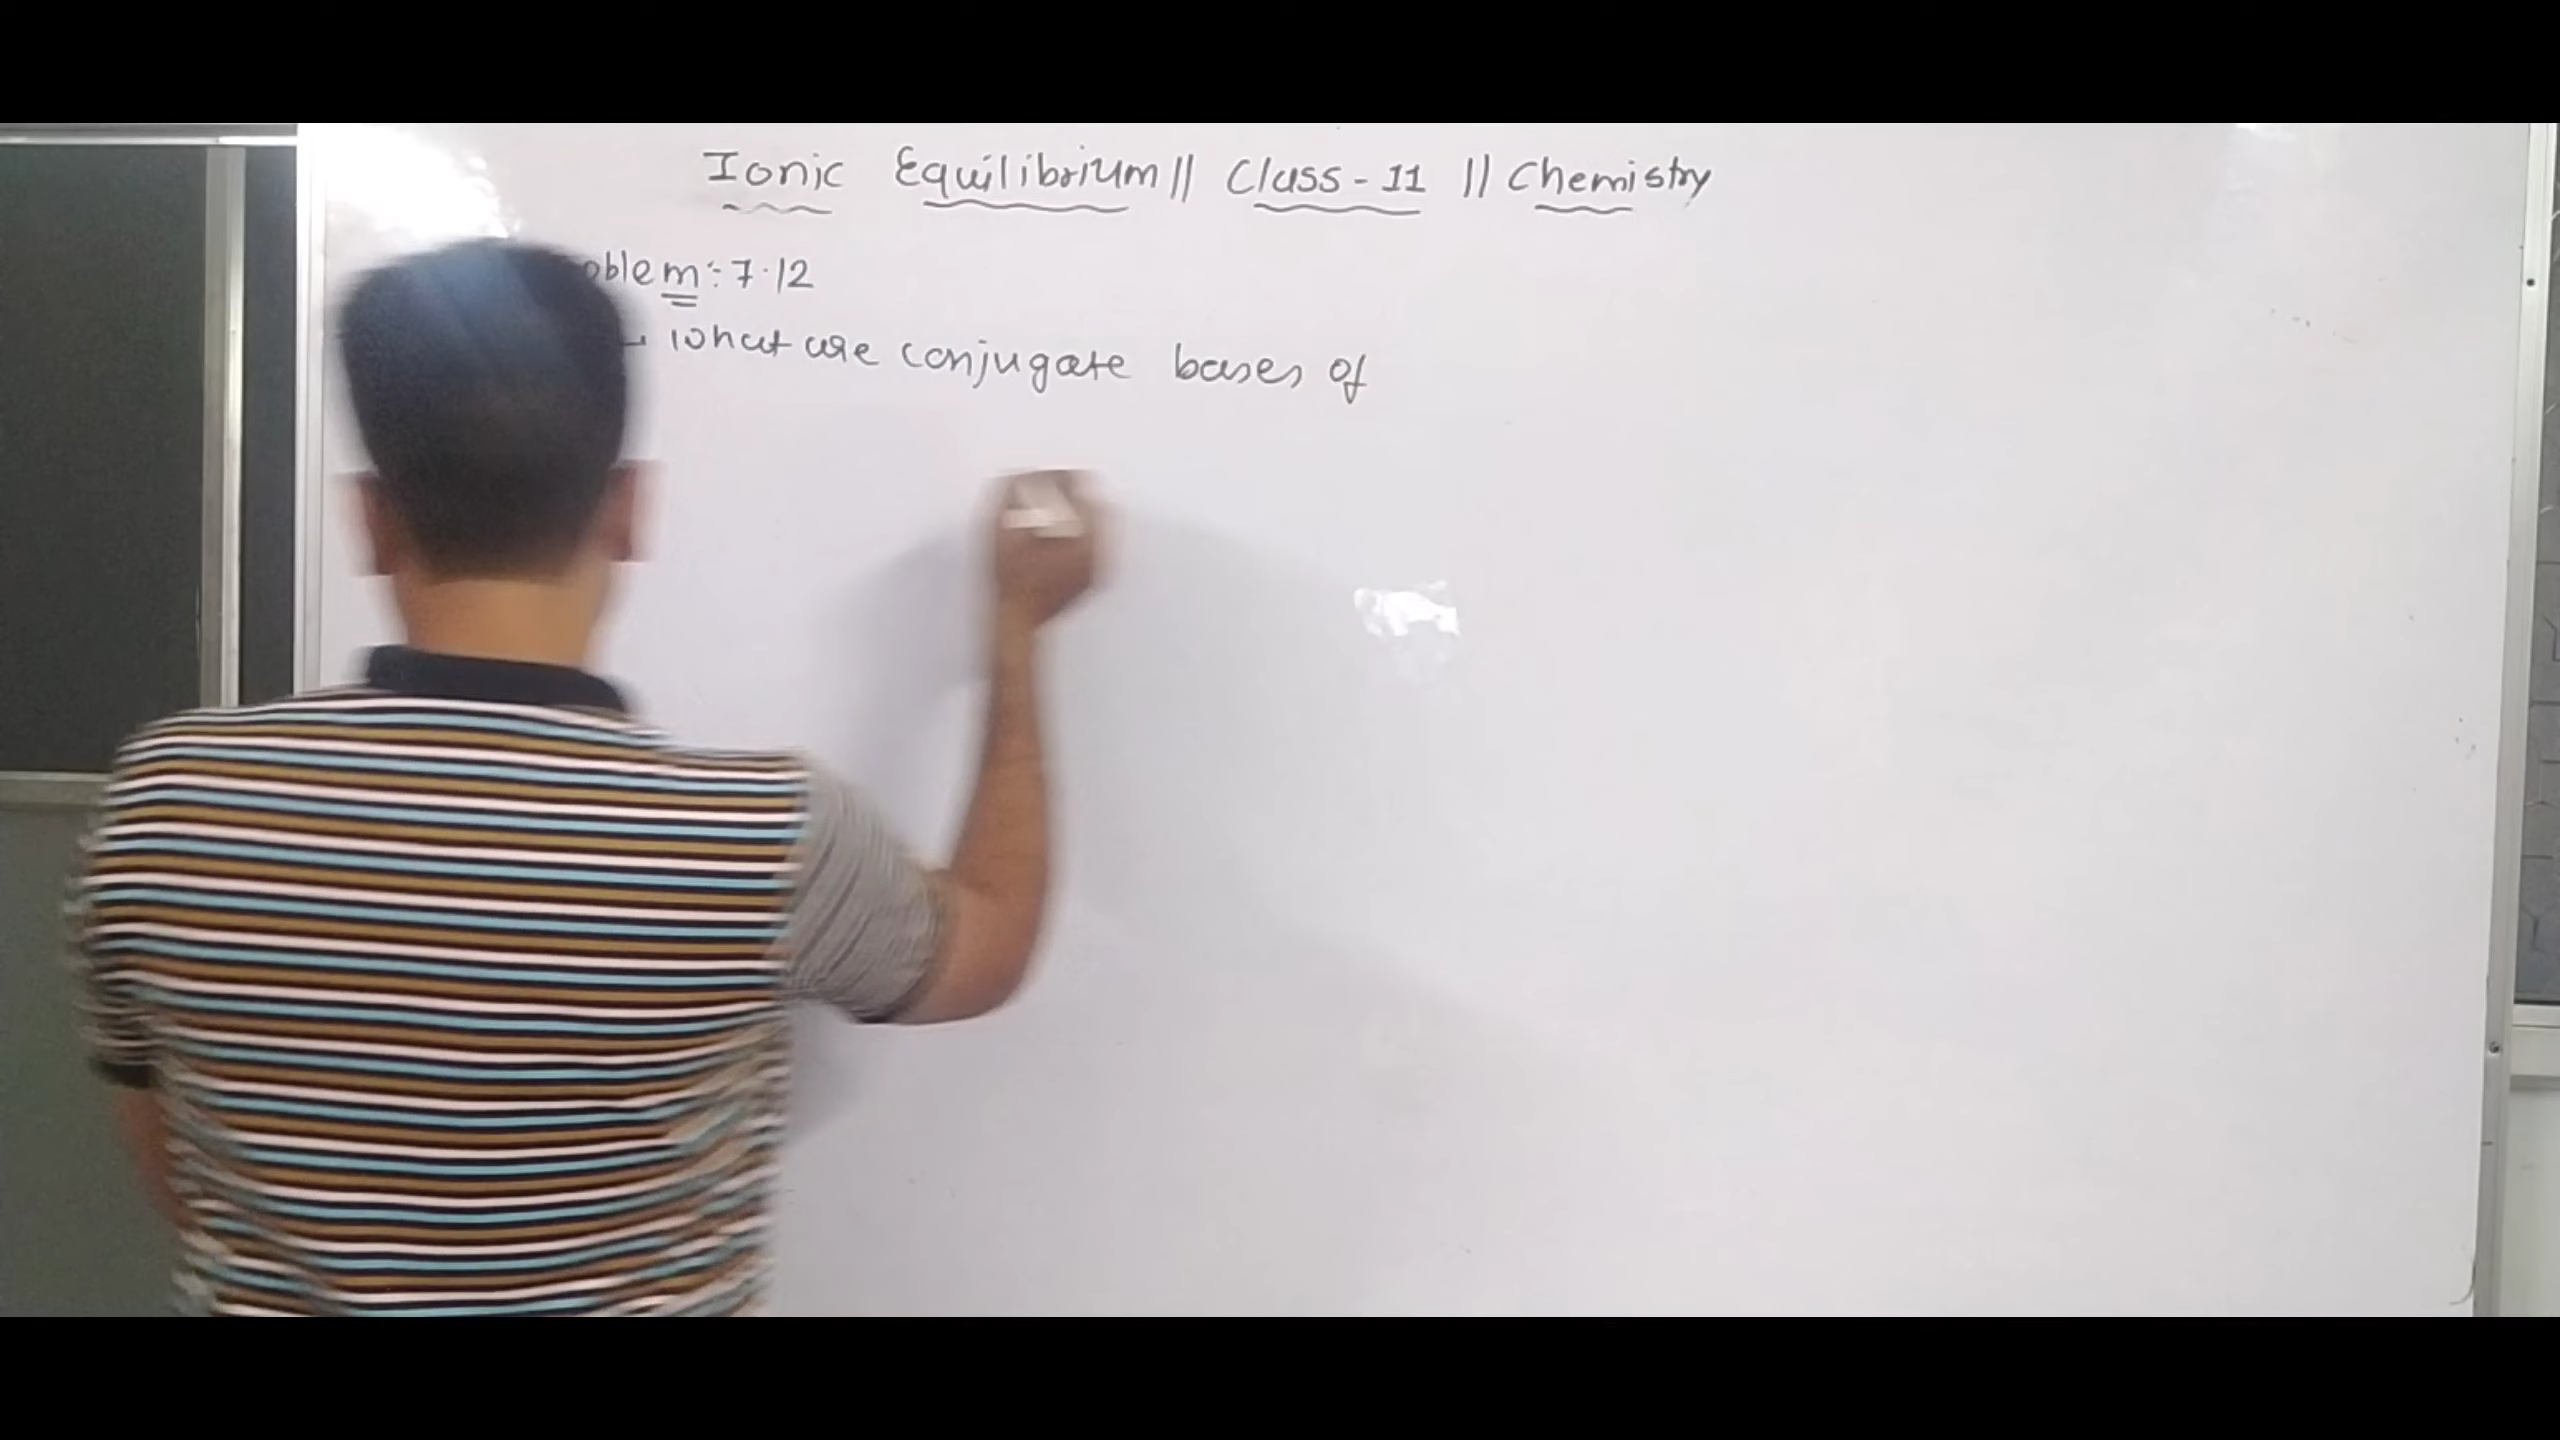 Ionic Equilibrium || Class - 11 || Chemistry
oblem : 7.12
What are conjugate bases of